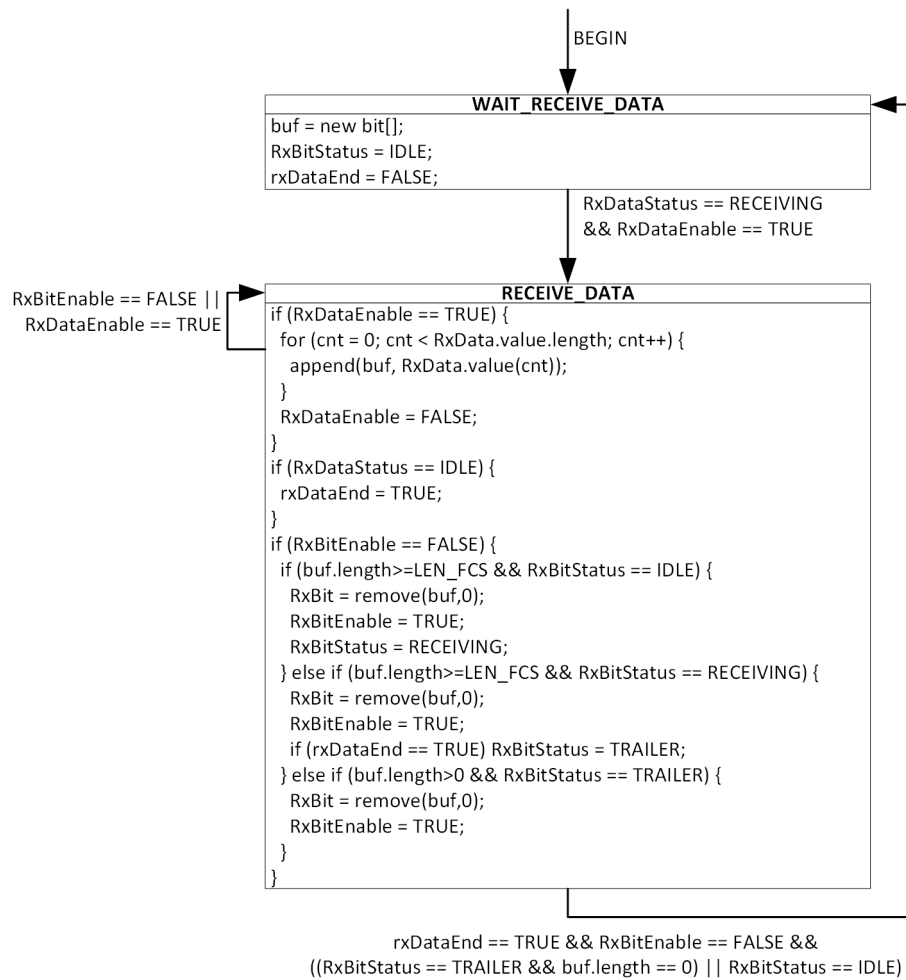 BEGIN
WAIT_RECEIVE_DATA
buf = new bit[];
RxBitStatus = IDLE;
rxDataEnd = FALSE;
RxDataStatus == RECEIVING
&& RxDataEnable == TRUE
RxBitEnable == FALSE ||
RxDataEnable == TRUE
RECEIVE_DATA
if (RxDataEnable == TRUE) {
for (cnt = 0; cnt < RxData.value.length; cnt++) {
append(buf, RxData.value(cnt));
}
RxDataEnable = FALSE;
}
if (RxDataStatus == IDLE) {
rxDataEnd = TRUE;
}
if (RxBitEnable == FALSE) {
if (buf.length>=LEN_FCS && RxBitStatus == IDLE) {
RxBit = remove(buf,0);
RxBitEnable = TRUE;
RxBitStatus = RECEIVING;
} else if (buf.length>=LEN_FCS && RxBitStatus == RECEIVING) {
RxBit = remove(buf,0);
RxBitEnable = TRUE;
if (rxDataEnd == TRUE) RxBitStatus = TRAILER;
} else if (buf.length>0 && RxBitStatus == TRAILER) {
RxBit = remove(buf,0);
RxBitEnable = TRUE;
}
}
rxDataEnd == TRUE && RxBitEnable == FALSE &&
((RxBitStatus == TRAILER && buf.length == 0) || RxBitStatus == IDLE)